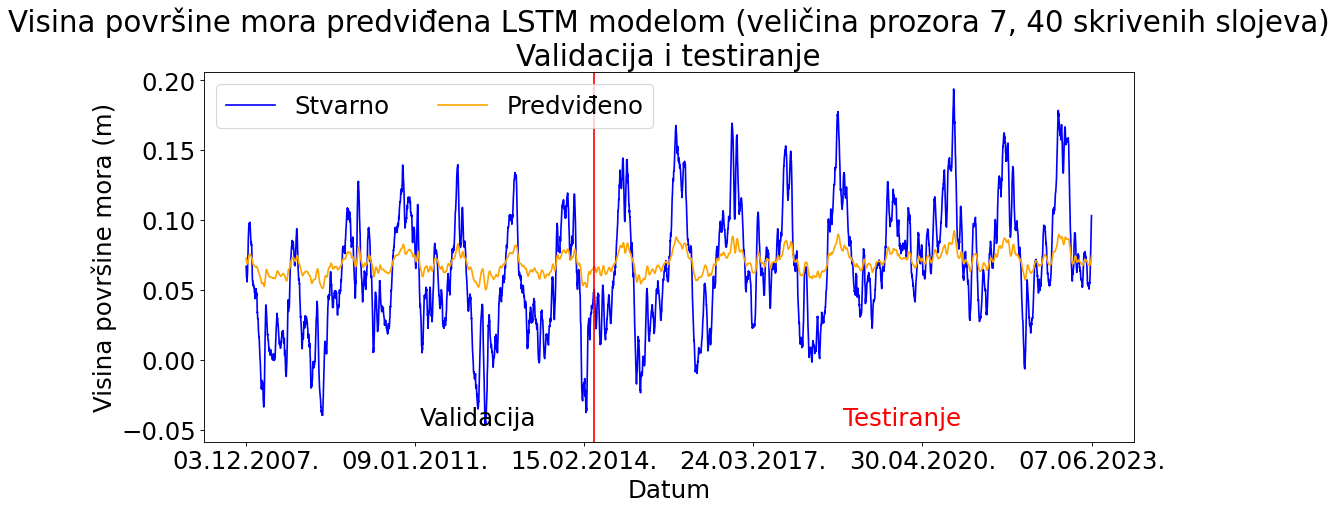 Visina površine mora predviđena LSTM modelom (veličina prozora 7, 40 skrivenih slojeva)
Validacija i testiranje
Stvarno Predviđeno
Visina površine mora (m)
0.20
0.15
0.10
0.05
0.00
−0.05
Validacija Testiranje
03.12.2007. 09.01.2011. 15.02.2014. 24.03.2017. 30.04.2020. 07.06.2023.
Datum